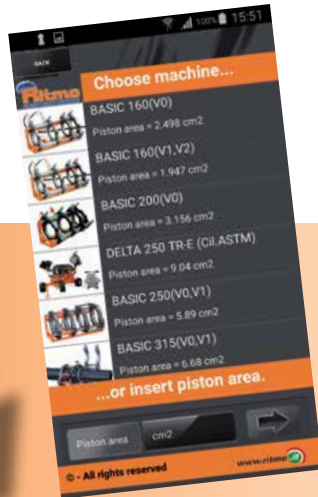 100% 15:51
BACK
Ritmo
Choose machine...
BASIC 160(V0)
Piston area = 2.498 cm2
BASIC 160(V1,V2)
Piston area = 1.947 cm2
BASIC 200(V0)
Piston area = 3.156 cm2
DELTA 250 TR-E (Cil.ASTM)
Piston area = 9.04 cm2
BASIC 250(V0,V1)
Piston area = 5.89 cm2
BASIC 315(V0,V1)
Piston area = 6.68 cm2
...or insert piston area.
Piston area cm2
© - All rights reserved www.ritmo.it